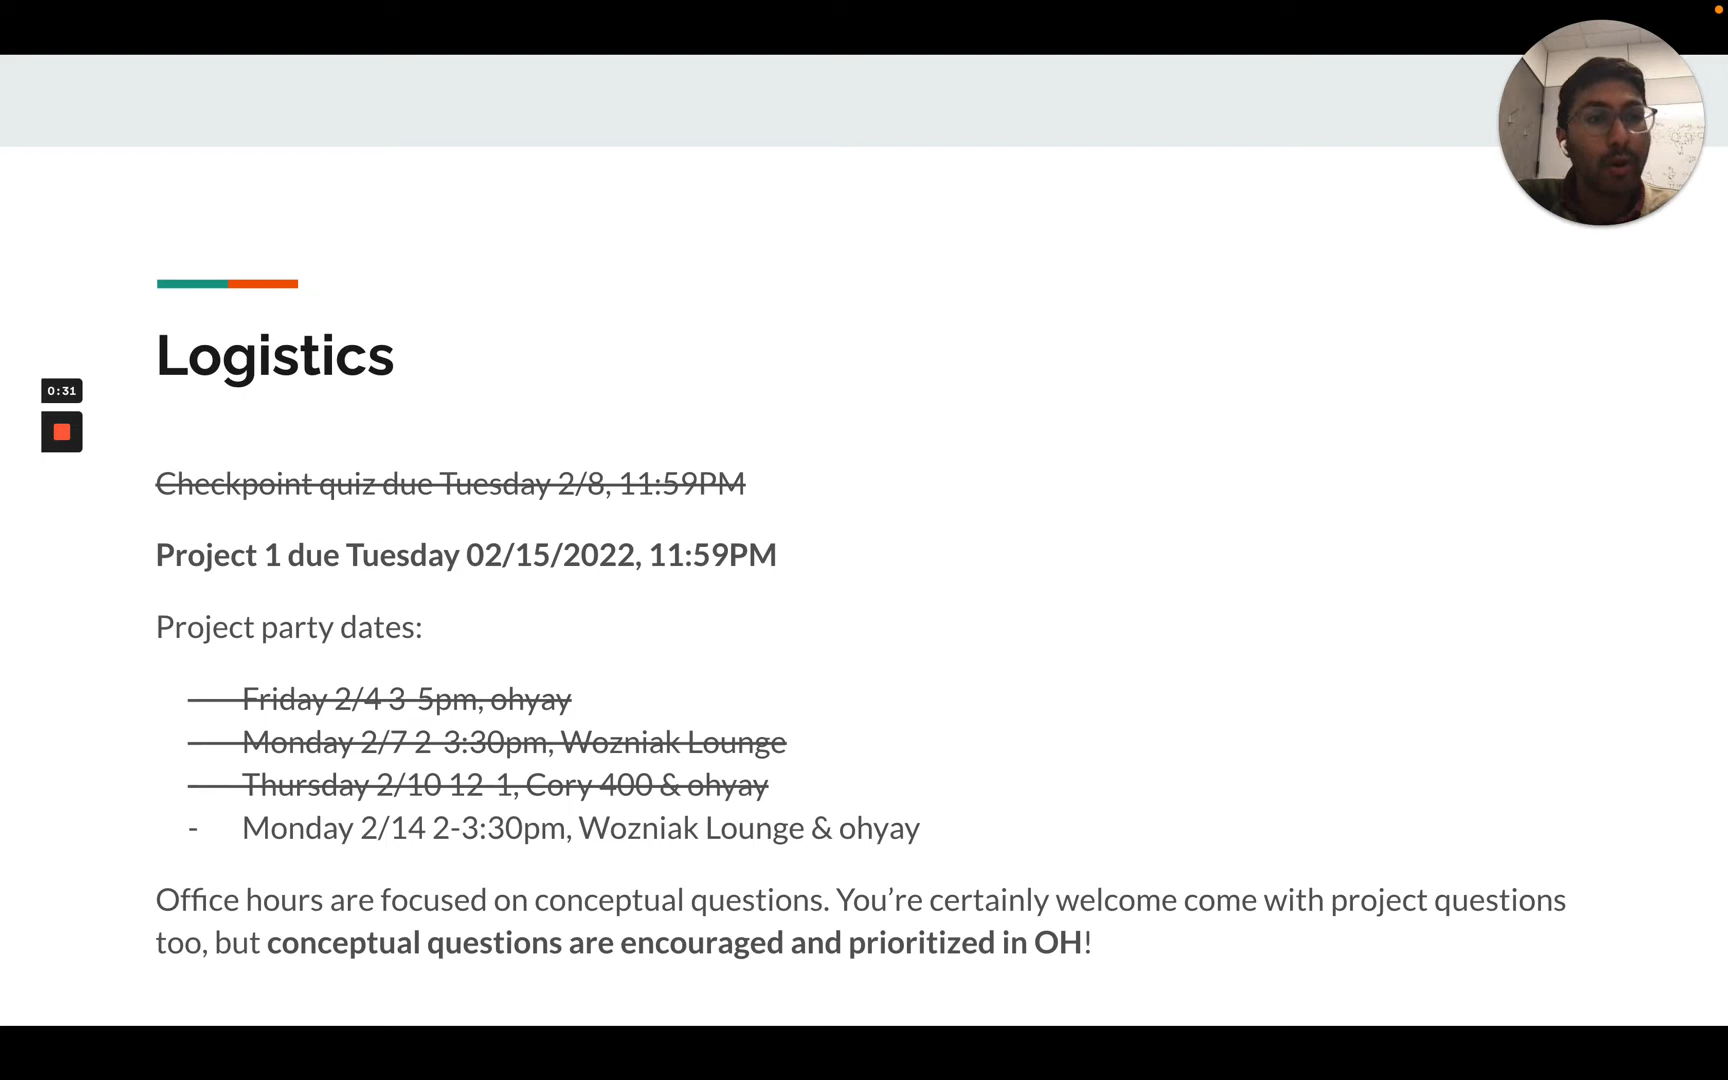 Logistics
0:31
Checkpoint quiz due Tuesday 2/8, 11:59PM
Project 1 due Tuesday 02/15/2022, 11:59PM
Project party dates:
- Friday 2/4 3-5pm, ohyay
- Monday 2/7 2-3:30pm, Wozniak Lounge
- Thursday 2/10 12-1, Cory 400 & ohyay
- Monday 2/14 2-3:30pm, Wozniak Lounge & ohyay
Office hours are focused on conceptual questions. You’re certainly welcome come with project questions
too, but conceptual questions are encouraged and prioritized in OH!